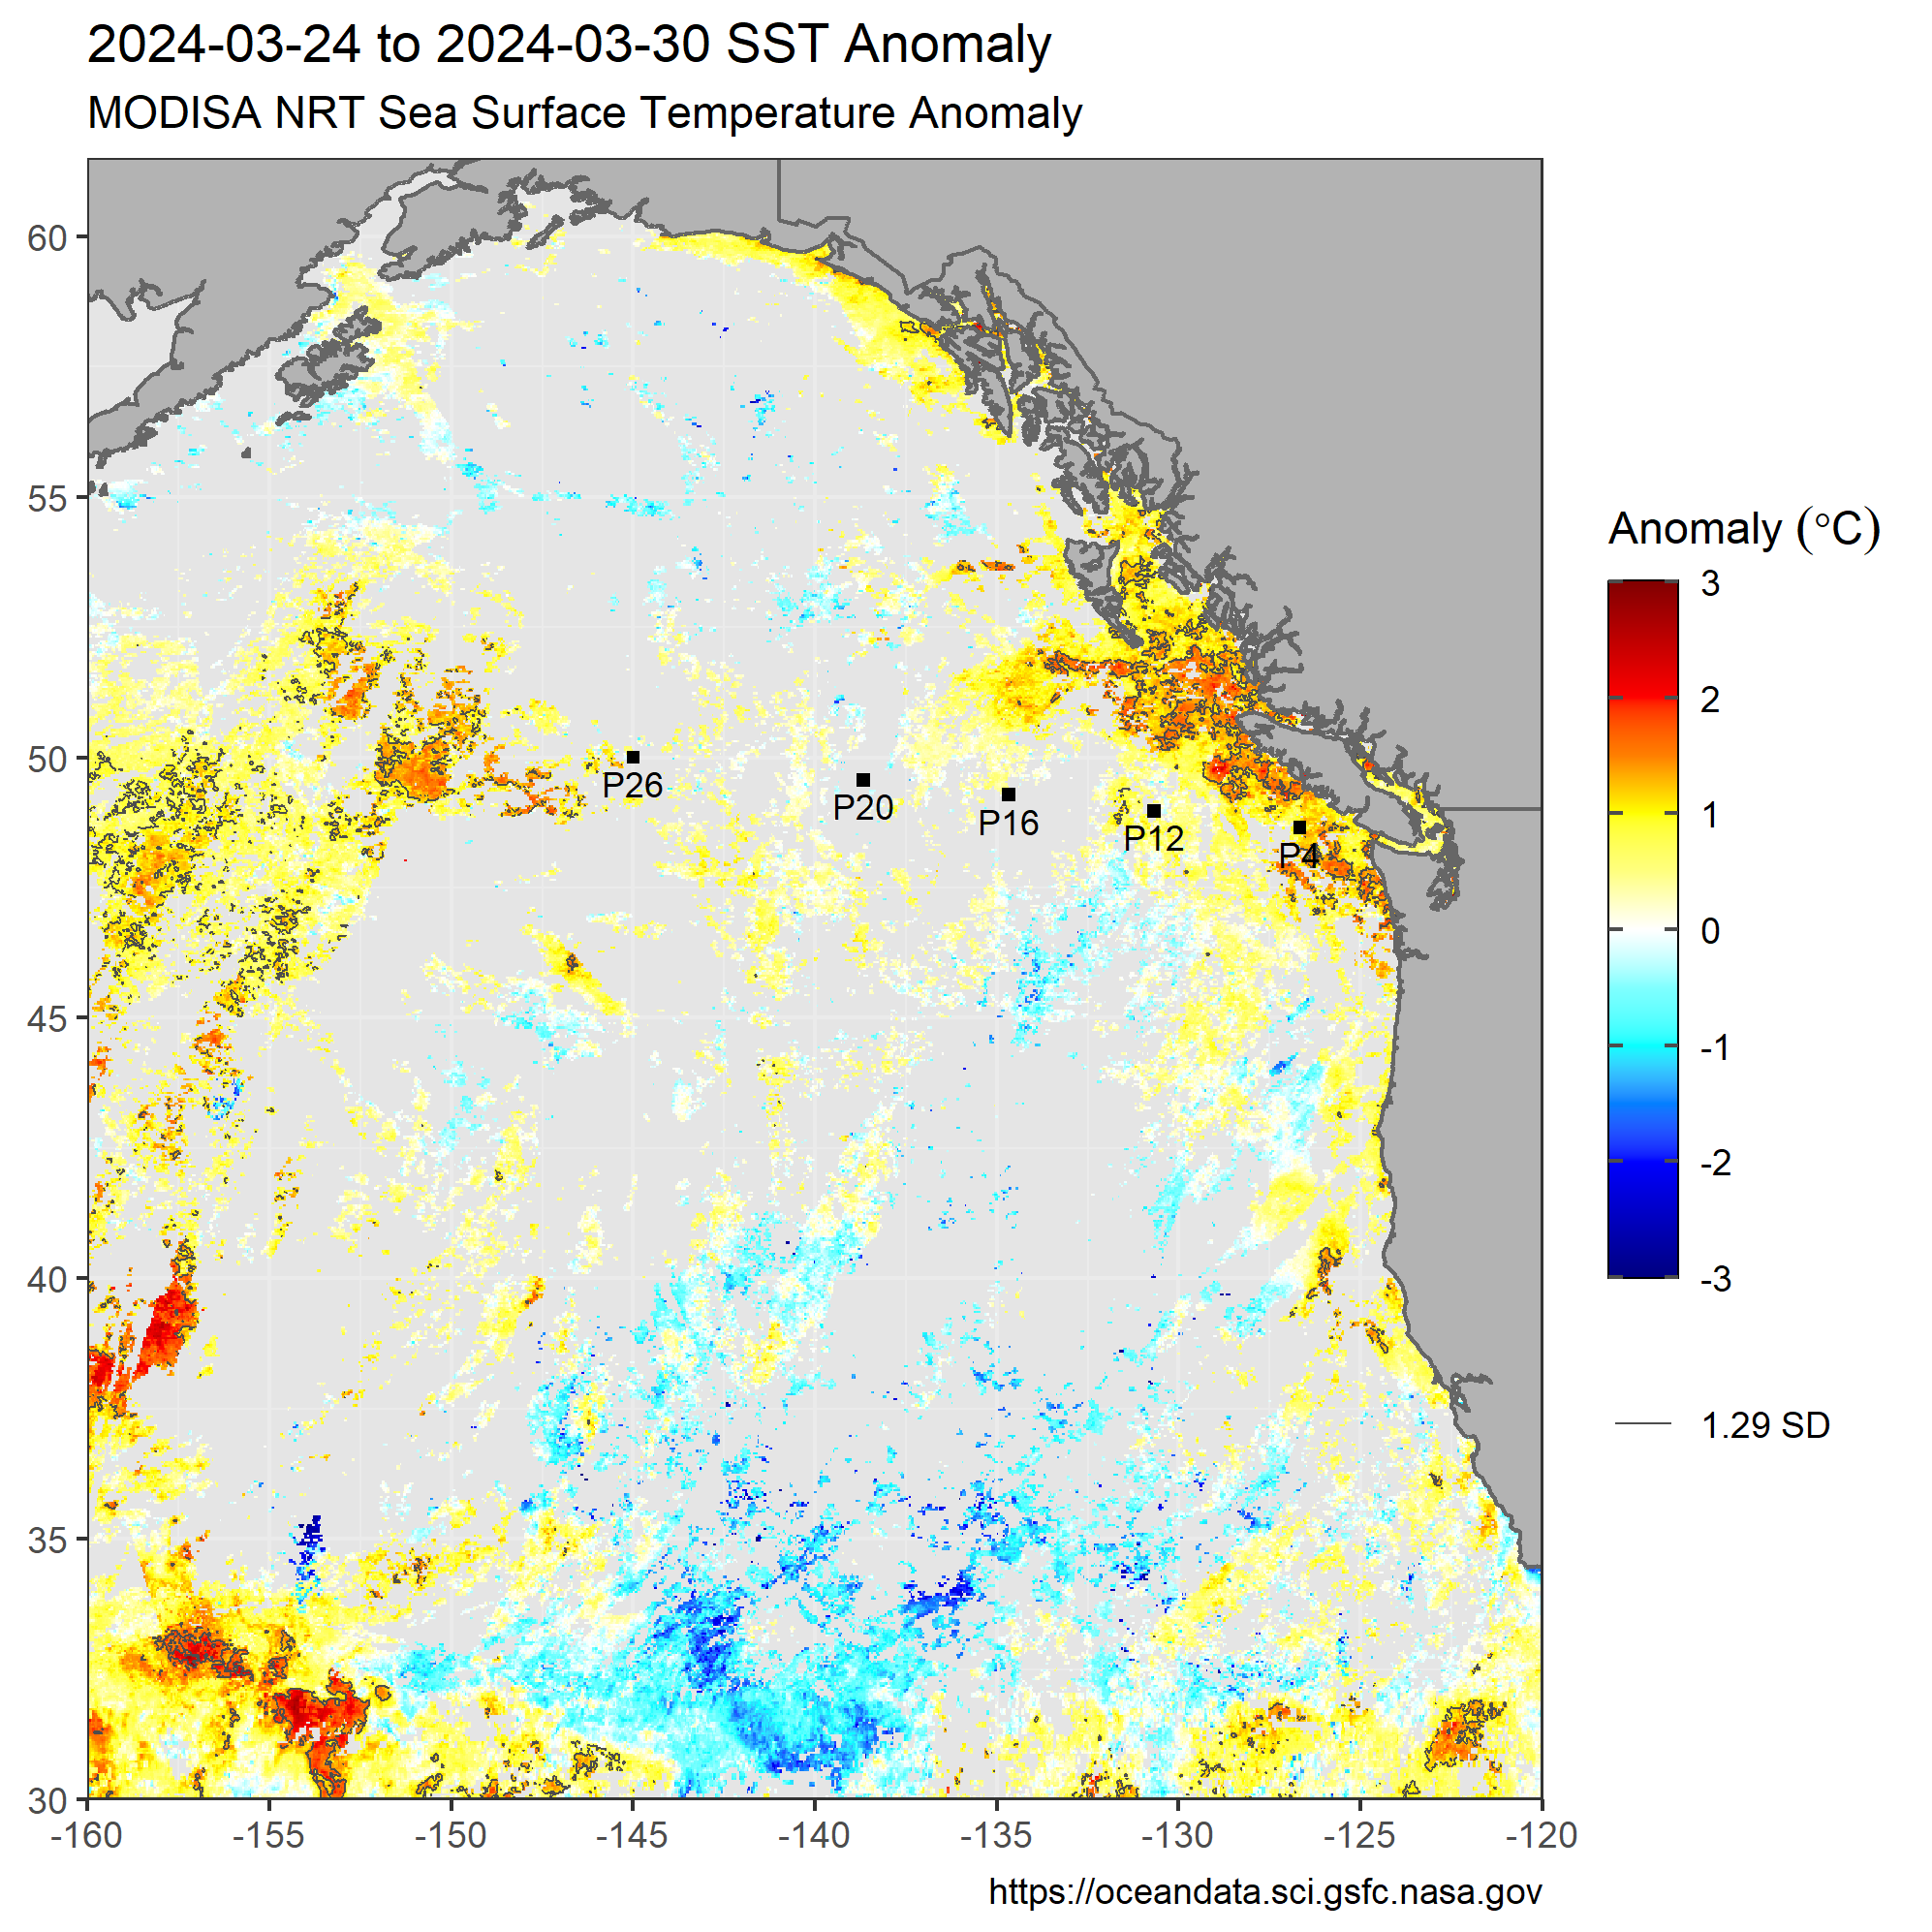 2024-03-24 to 2024-03-30 SST Anomaly
MODISA NRT Sea Surface Temperature Anomaly
60
55
50
45
40
35
30
-160
-155
-150
-145
-140
-135
-130
-125
-120
P26
P20
P16
P12
P4
Anomaly (°C)
3
2
1
0
-1
-2
-3
1.29 SD
https://oceandata.sci.gsfc.nasa.gov